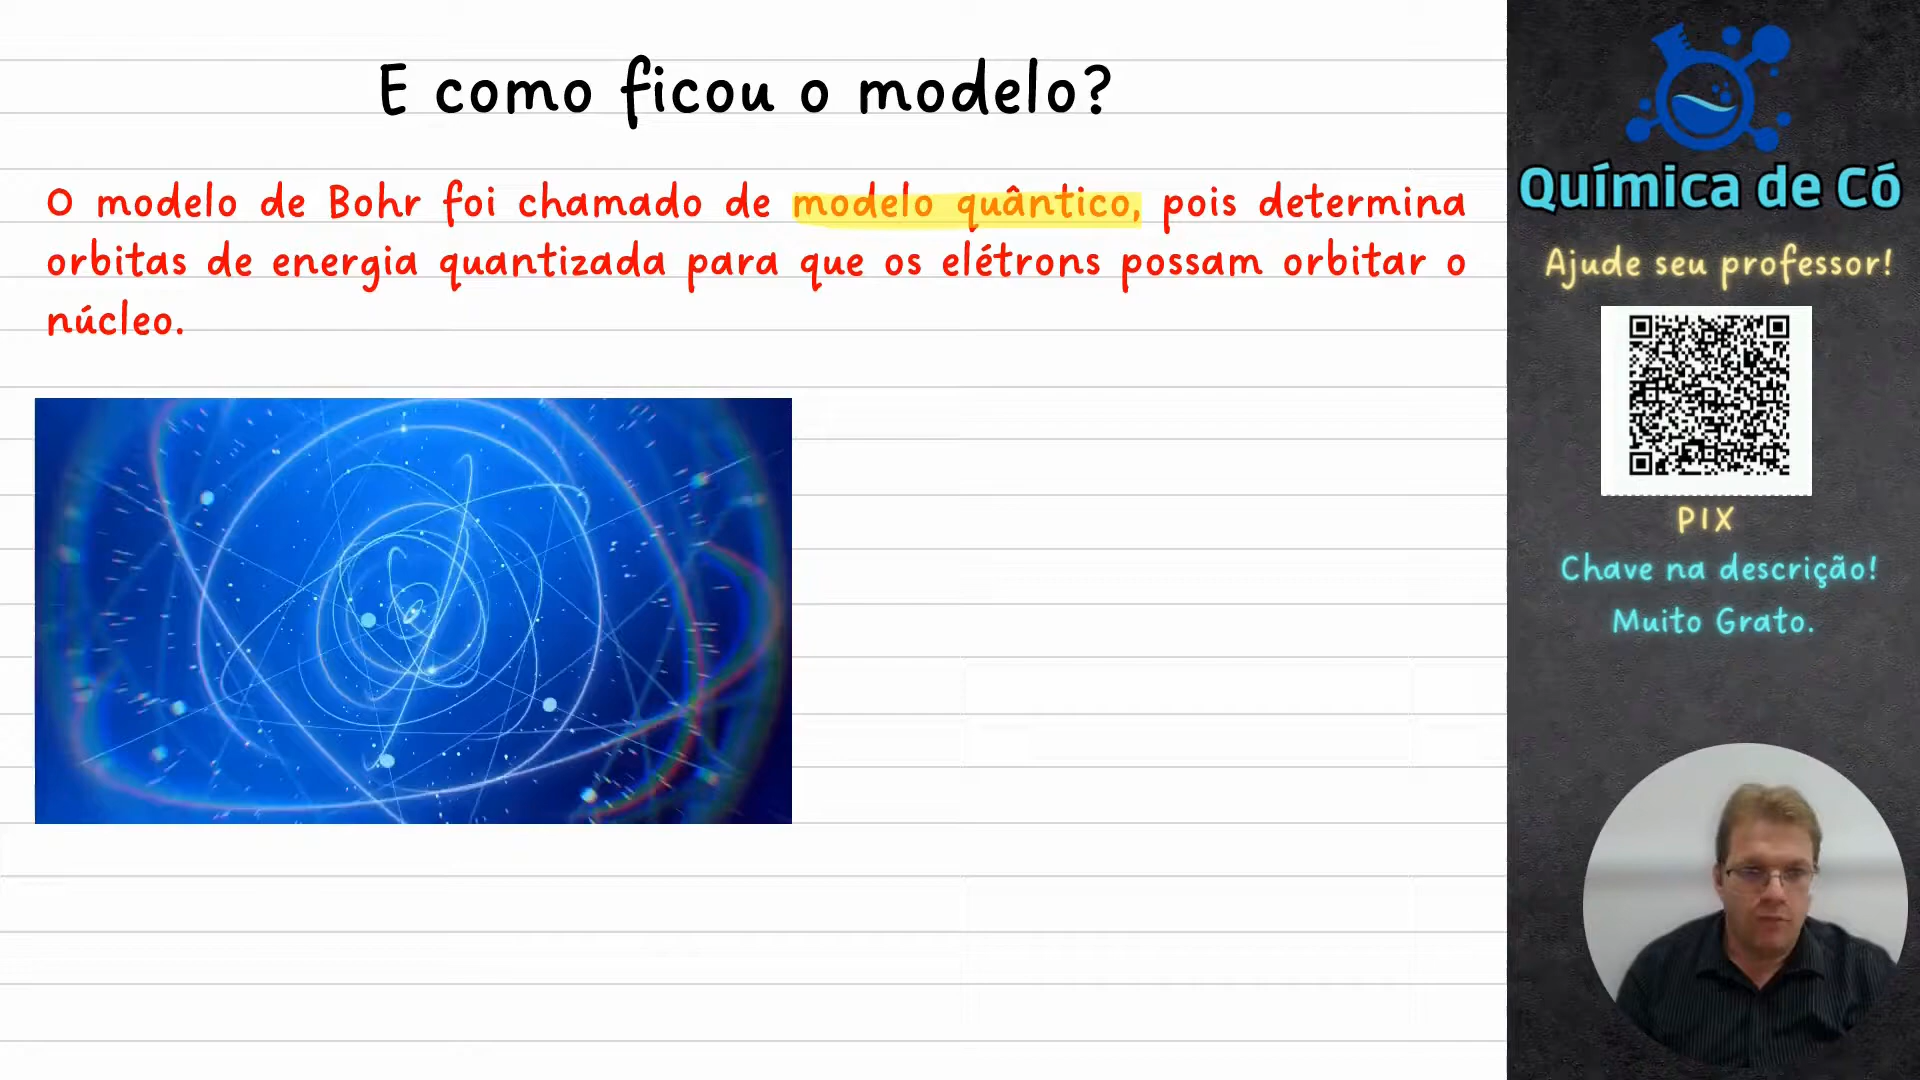 E como ficou o modelo?
O modelo de Bohr foi chamado de modelo quântico, pois determina
orbitas de energia quantizada para que os elétrons possam orbitar o
núcleo.
Química de Có
Ajude seu professor!
PIX
Chave na descrição!
Muito Grato.